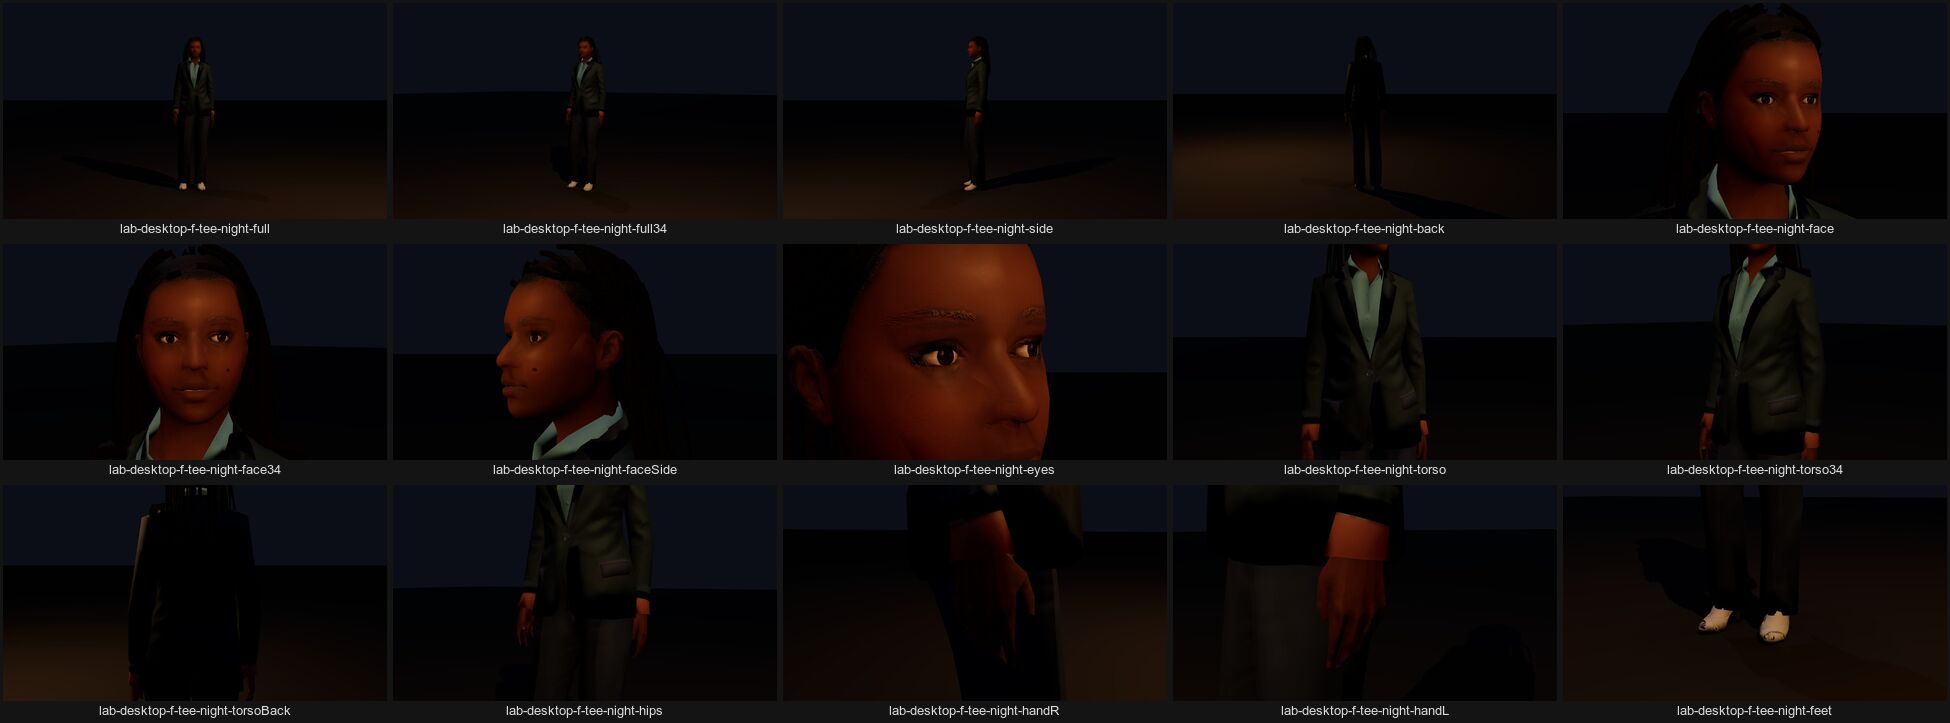 lab-desktop-f-tee-night-full
lab-desktop-f-tee-night-full34
lab-desktop-f-tee-night-side
lab-desktop-f-tee-night-back
lab-desktop-f-tee-night-face
lab-desktop-f-tee-night-face34
lab-desktop-f-tee-night-faceSide
lab-desktop-f-tee-night-eyes
lab-desktop-f-tee-night-torso
lab-desktop-f-tee-night-torso34
lab-desktop-f-tee-night-torsoBack
lab-desktop-f-tee-night-hips
lab-desktop-f-tee-night-handR
lab-desktop-f-tee-night-handL
lab-desktop-f-tee-night-feet